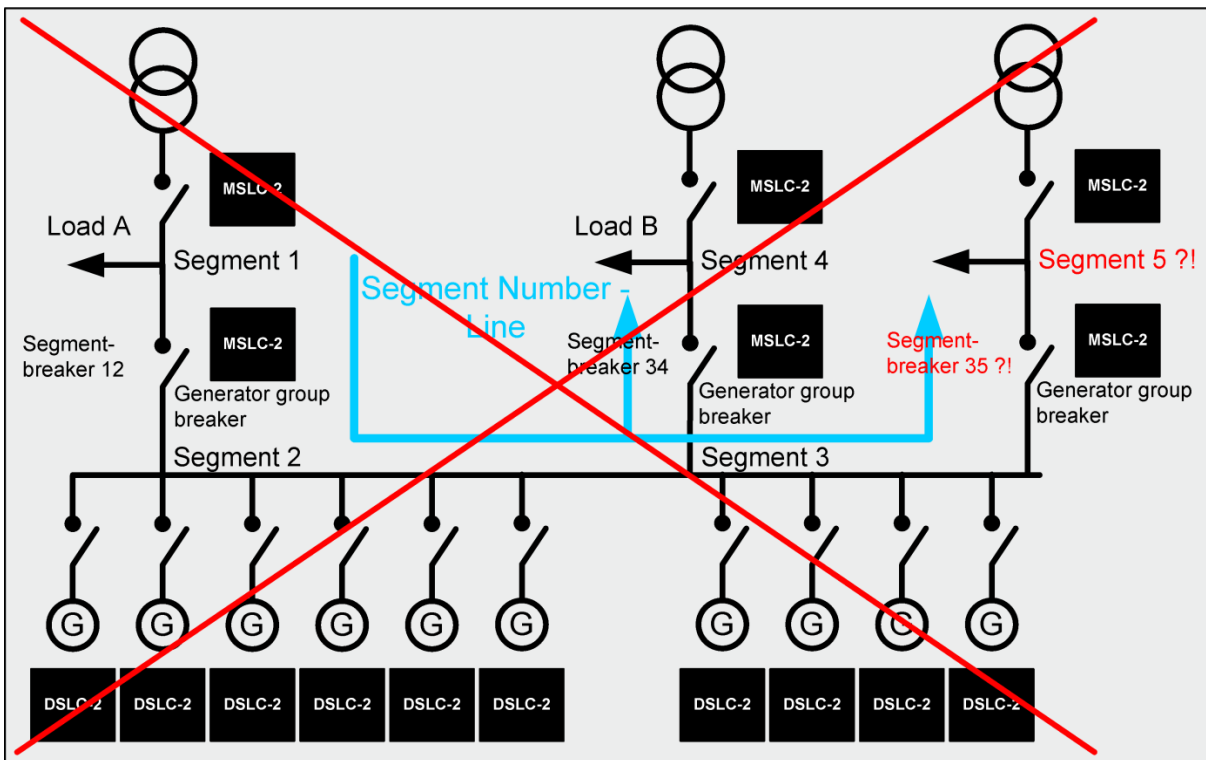 MSLC-2
MSLC-2
MSLC-2
Load A
Load B
Segment 1
Segment 4
Segment 5 ?!
Segment Number -
Line
Segment-
breaker 12
MSLC-2
Segment-
breaker 34
MSLC-2
Segment-
breaker 35 ?!
MSLC-2
Generator group
breaker
Generator group
breaker
Generator group
breaker
Segment 2
Segment 3
G
G
G
G
G
G
G
G
G
G
DSLC-2
DSLC-2
DSLC-2
DSLC-2
DSLC-2
DSLC-2
DSLC-2
DSLC-2
DSLC-2
DSLC-2